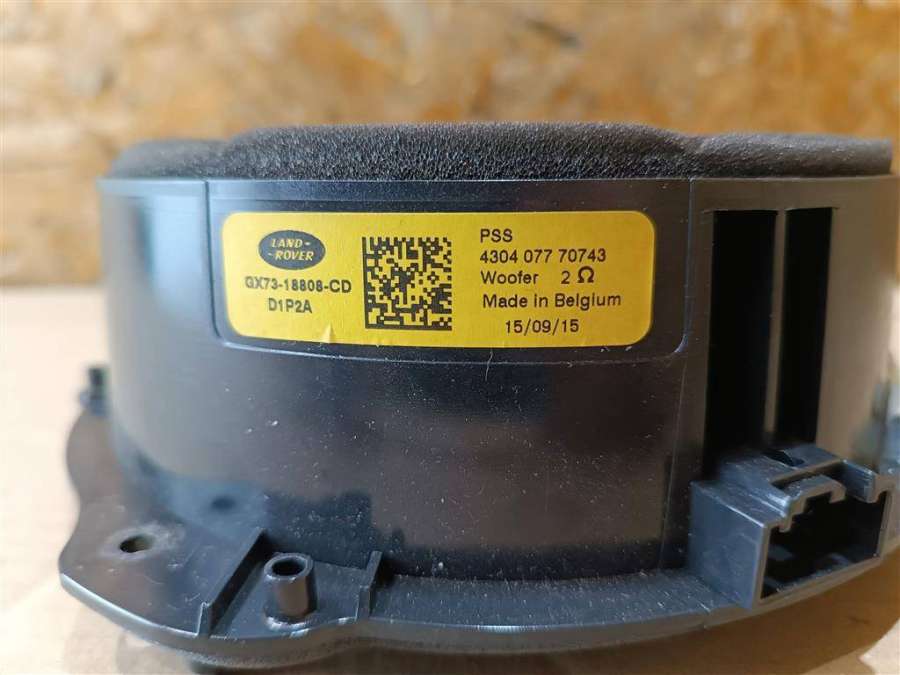 LAND-
-ROVER
GX73-18808-CD
D1P2A
PSS
4304 077 70743
Woofer 2 Ω
Made in Belgium
15/09/15